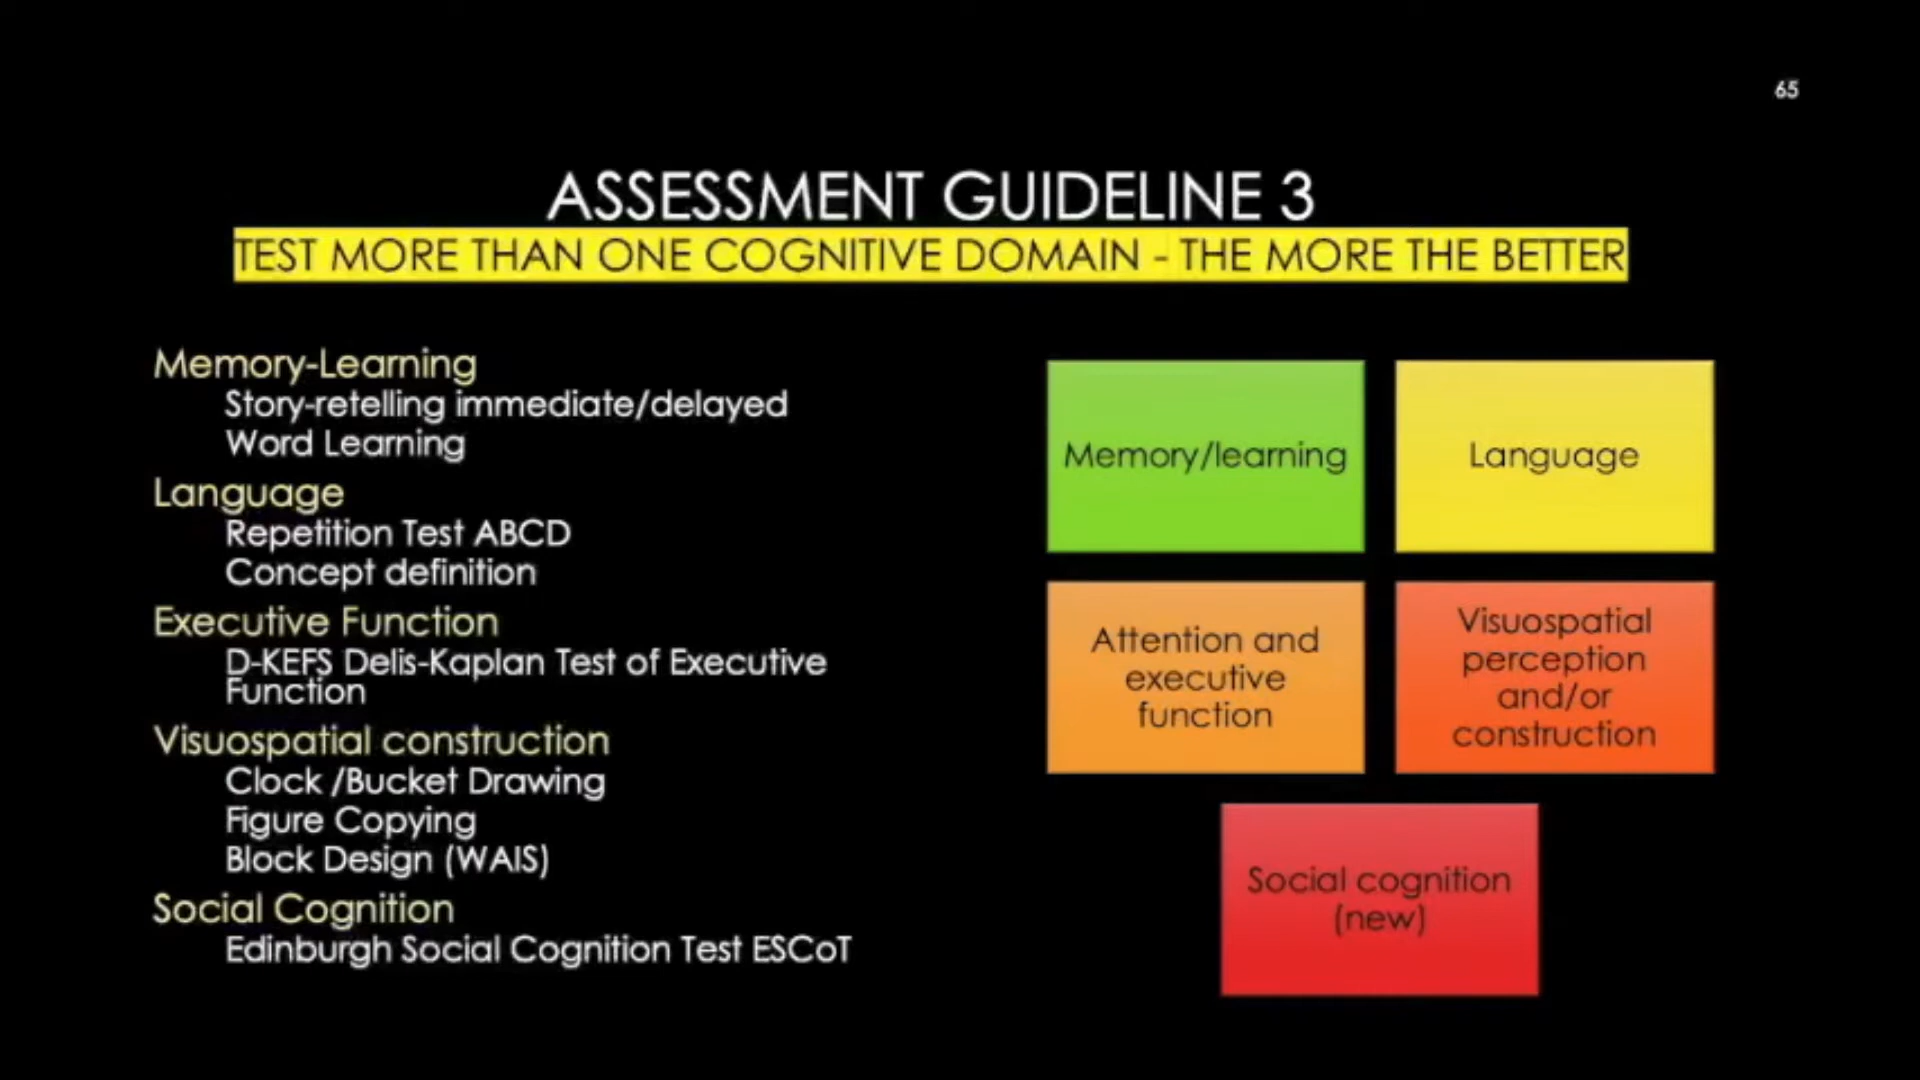 65
ASSESSMENT GUIDELINE 3
TEST MORE THAN ONE COGNITIVE DOMAIN - THE MORE THE BETTER
Memory-Learning
Story-retelling immediate/delayed
Word Learning
Language
Repetition Test ABCD
Concept definition
Executive Function
D-KEFS Delis-Kaplan Test of Executive
Function
Visuospatial construction
Clock /Bucket Drawing
Figure Copying
Block Design (WAIS)
Social Cognition
Edinburgh Social Cognition Test ESCoT
Memory/learning
Language
Attention and
executive
function
Visuospatial
perception
and/or
construction
Social cognition
(new)